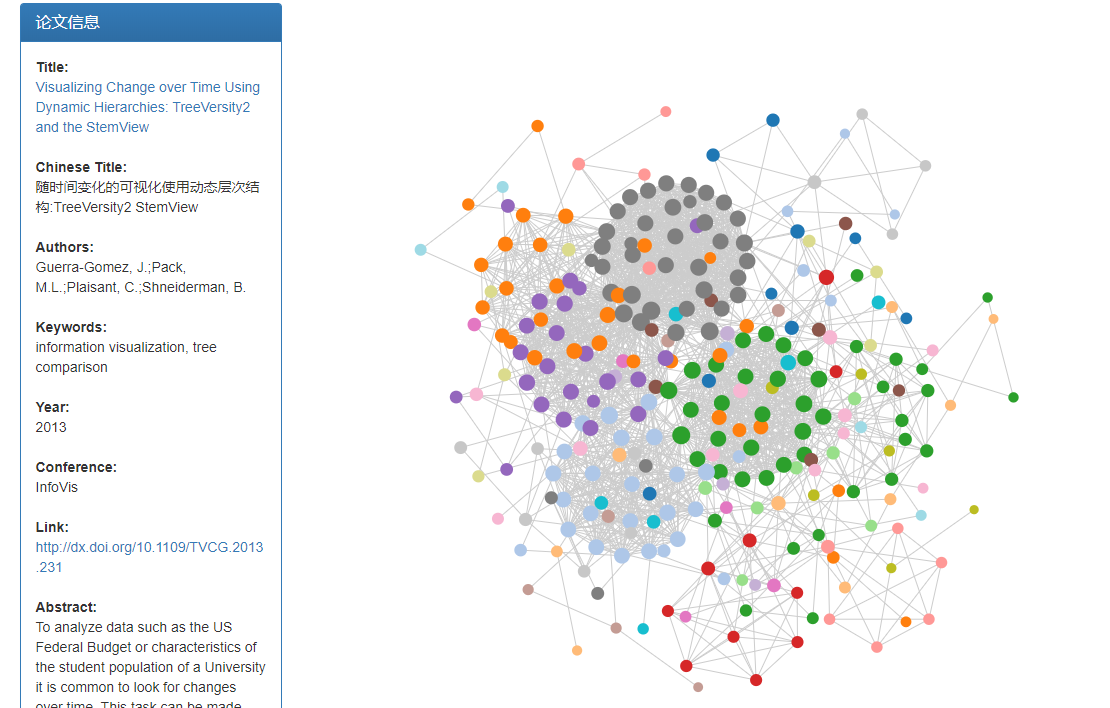 论文信息
Title:
Visualizing Change over Time Using
Dynamic Hierarchies: TreeVersity2
and the StemView
Chinese Title:
随时间变化的可视化使用动态层次结
构:TreeVersity2 StemView
Authors:
Guerra-Gomez, J.;Pack,
M.L.;Plaisant, C.;Shneiderman, B.
Keywords:
information visualization, tree
comparison
Year:
2013
Conference:
InfoVis
Link:
http://dx.doi.org/10.1109/TVCG.2013
.231
Abstract:
To analyze data such as the US
Federal Budget or characteristics of
the student population of a University
it is common to look for changes
over time. This task can be made